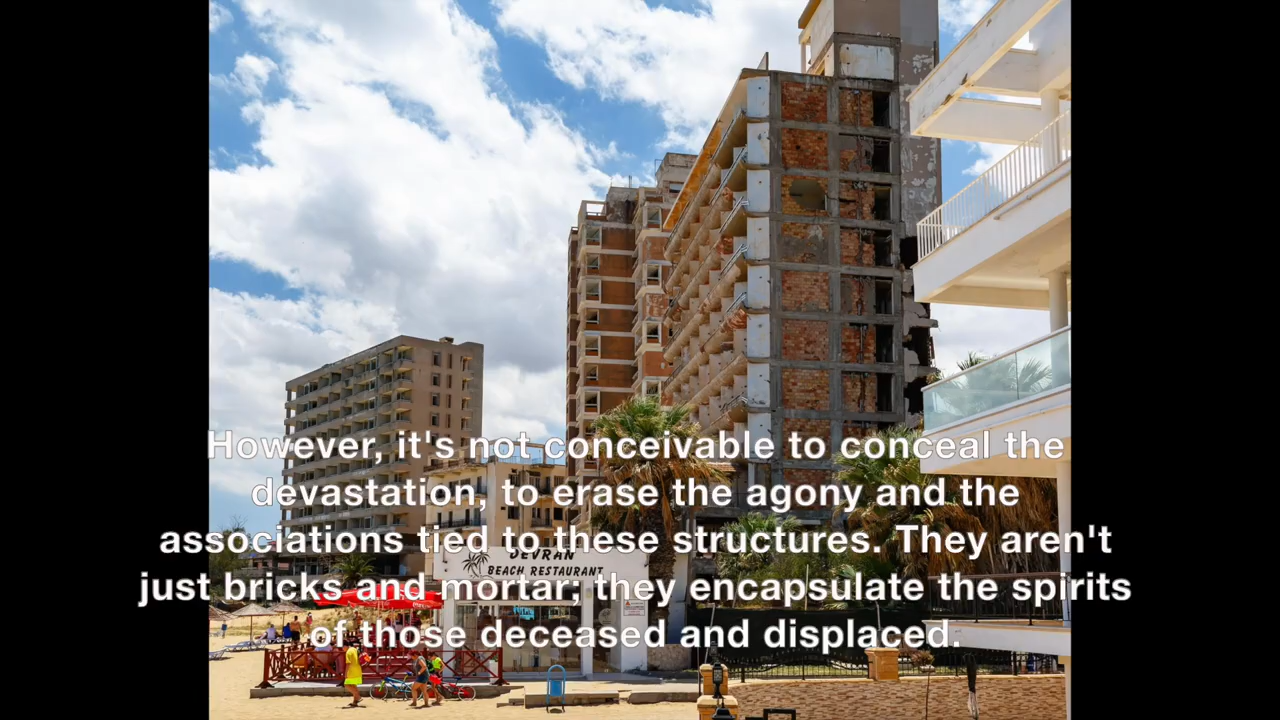 However, it's not conceivable to conceal the
devastation, to erase the agony and the
associations tied to these structures. They aren't
just bricks and mortar; they encapsulate the spirits
of those deceased and displaced.
DEVRAN
BEACH RESTAURANT